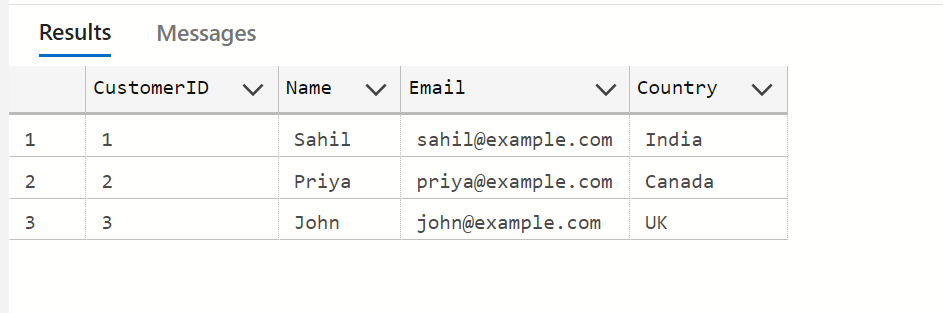 Results Messages
CustomerID Name Email Country
1 1 Sahil sahil@example.com India
2 2 Priya priya@example.com Canada
3 3 John john@example.com UK